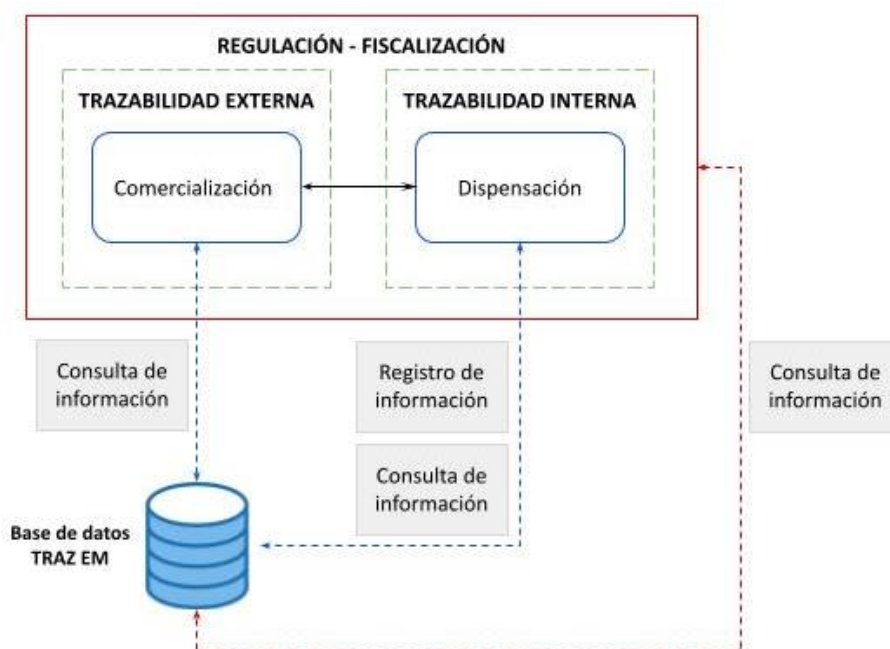 REGULACIÓN - FISCALIZACIÓN
TRAZABILIDAD EXTERNA
TRAZABILIDAD INTERNA
Comercialización
Dispensación
Consulta de
información
Registro de
información
Consulta de
información
Consulta de
información
Base de datos
TRAZ EM